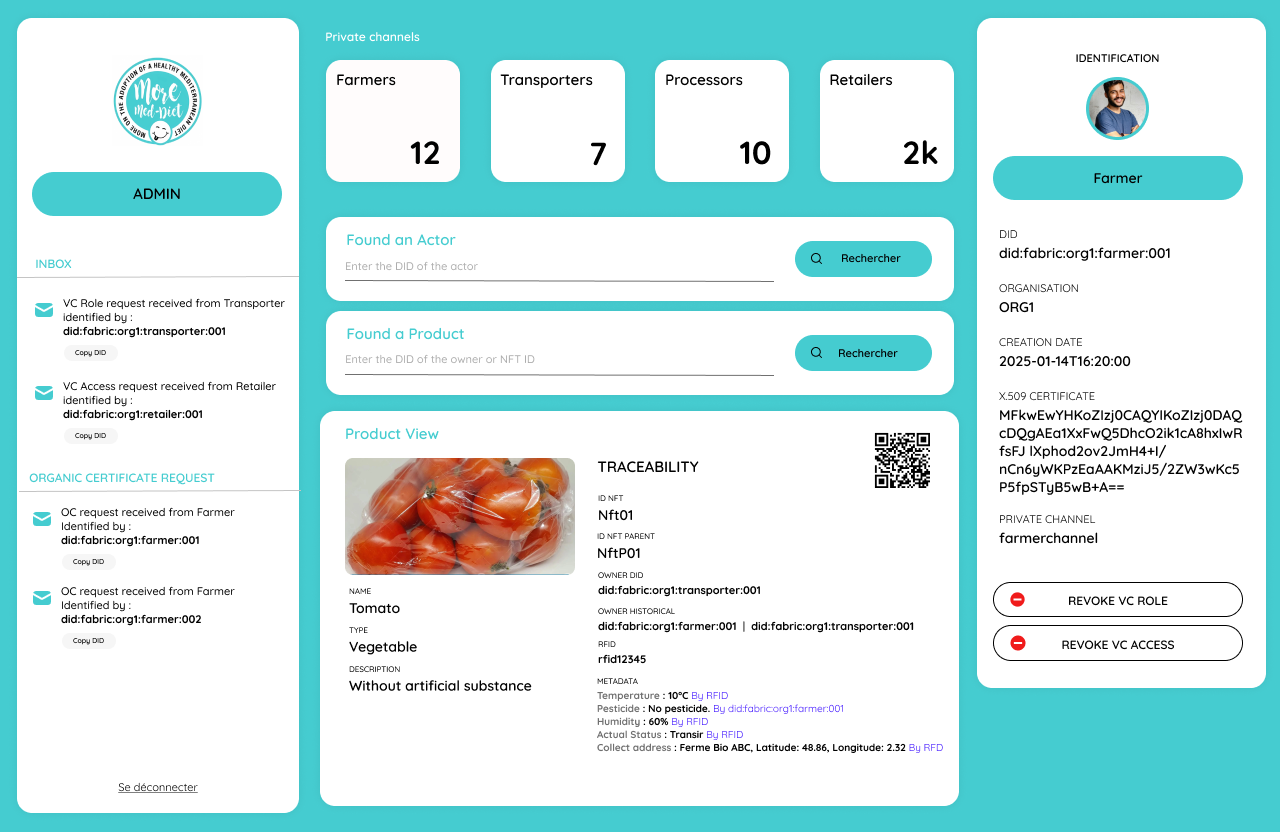 MORE ON THE ADOPTION OF A HEALTHY MEDITERRANEAN DIET
More
Med-Diet
ADMIN
INBOX
VC Role request received from Transporter
identified by :
did:fabric:org1:transporter:001
Copy DID
VC Access request received from Retailer
identified by :
did:fabric:org1:retailer:001
Copy DID
ORGANIC CERTIFICATE REQUEST
OC request received from Farmer
Identified by :
did:fabric:org1:farmer:001
Copy DID
OC request received from Farmer
Identified by :
did:fabric:org1:farmer:002
Copy DID
Se déconnecter
Private channels
Farmers
12
Transporters
7
Processors
10
Retailers
2k
Found an Actor
Enter the DID of the actor
Rechercher
Found a Product
Enter the DID of the owner or NFT ID
Rechercher
Product View
NAME
Tomato
TYPE
Vegetable
DESCRIPTION
Without artificial substance
TRACEABILITY
ID NFT
Nft01
ID NFT PARENT
NftP01
OWNER DID
did:fabric:org1:transporter:001
OWNER HISTORICAL
did:fabric:org1:farmer:001 | did:fabric:org1:transporter:001
RFID
rfid12345
METADATA
Temperature : 10°C By RFID
Pesticide : No pesticide. By did:fabric:org1:farmer:001
Humidity : 60% By RFID
Actual Status : Transir By RFID
Collect address : Ferme Bio ABC, Latitude: 48.86, Longitude: 2.32 By RFD
IDENTIFICATION
Farmer
DID
did:fabric:org1:farmer:001
ORGANISATION
ORG1
CREATION DATE
2025-01-14T16:20:00
X.509 CERTIFICATE
MFkwEwYHKoZIzj0CAQYIKoZIzj0DAQ
cDQgAEa1XxFwQ5DhcO2ik1cA8hxIwR
fsFJ lXphod2ov2JmH4+I/
nCn6yWKPzEaAAKMziJ5/2ZW3wKc5
P5fpSTyB5wB+A==
PRIVATE CHANNEL
farmerchannel
REVOKE VC ROLE
REVOKE VC ACCESS